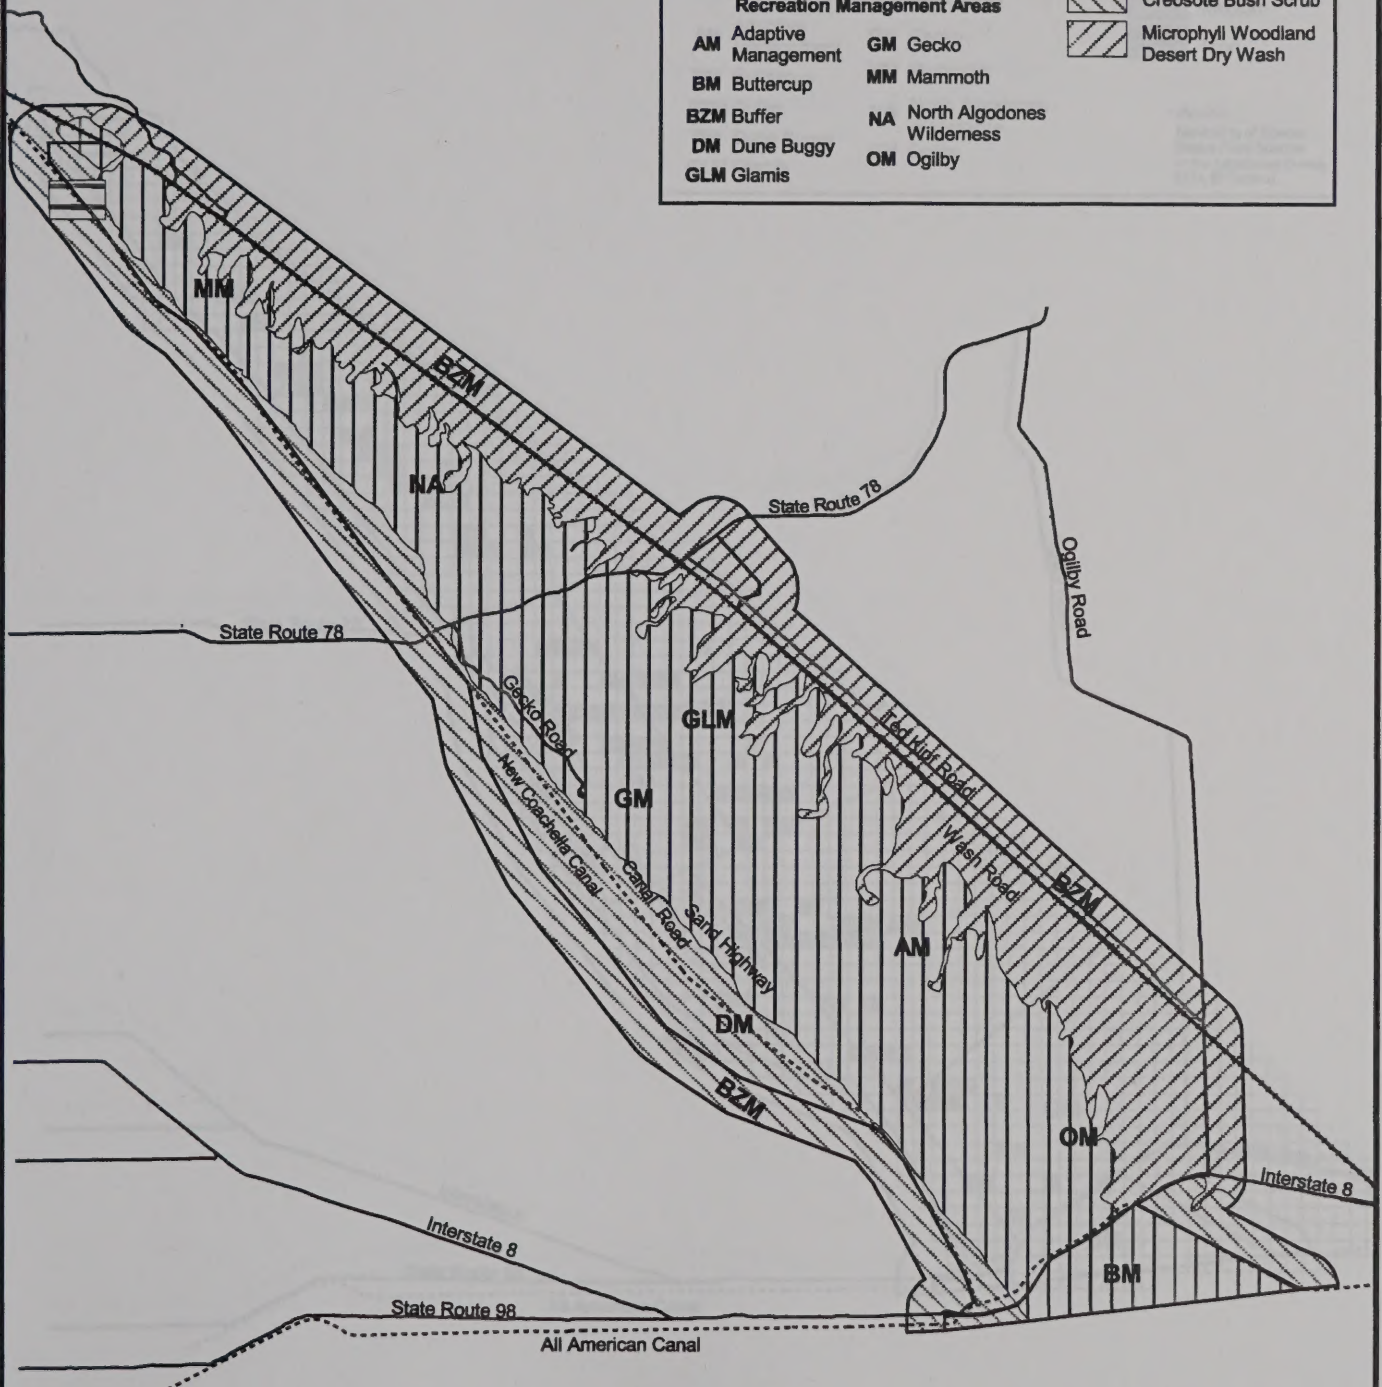 Recreation Management Areas
AM Adaptive Management
BM Buttercup
BZM Buffer
DM Dune Buggy
GLM Glamis
GM Gecko
MM Mammoth
NA North Algodones Wilderness
OM Ogilby
Creosote Bush Scrub
Microphyll Woodland
Desert Dry Wash
MM
BZM
NA
State Route 78
Ogilby Road
State Route 78
Gecko Road
GLM
Ted Kipf Road
New Coachella Canal
GM
Wash Road
Canal Road
Sand Highway
BZM
AM
DM
BZM
OM
Interstate 8
Interstate 8
BM
State Route 98
All American Canal